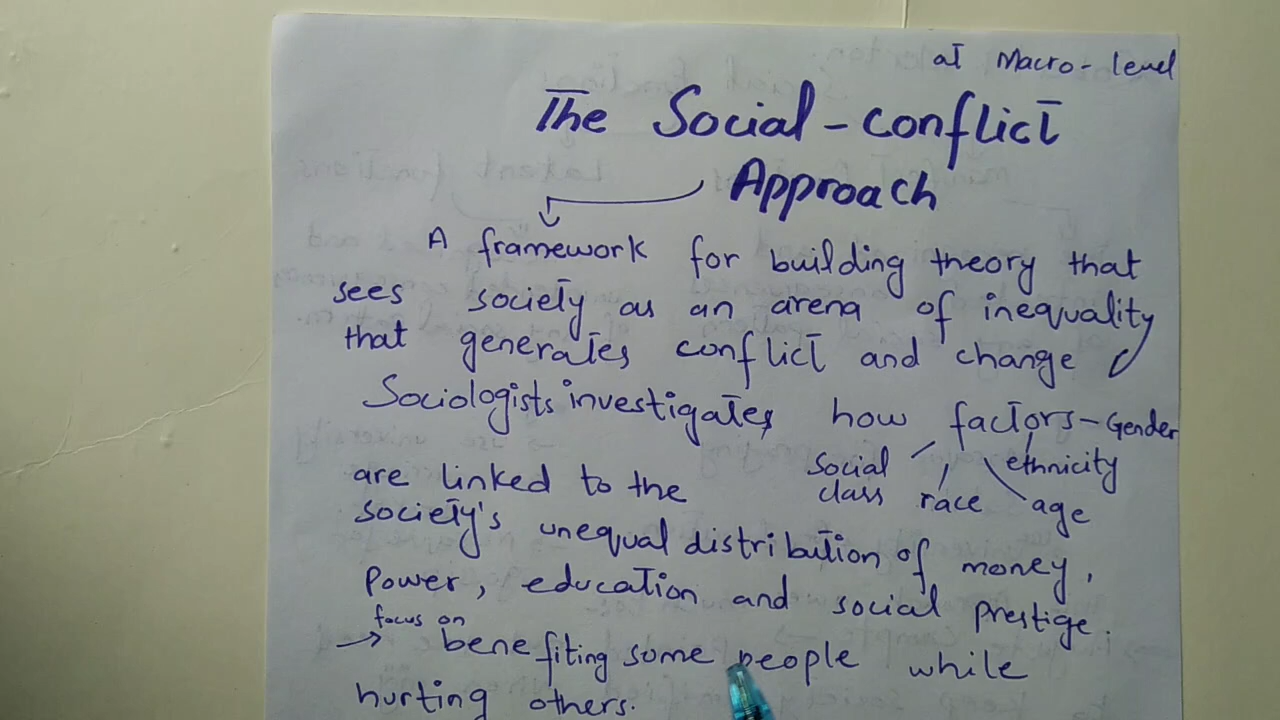 at Macro-level
The Social-conflict
Approach
A framework for building theory that
sees society as an arena of inequality
that generates conflict and change
Sociologists investigates how factors-Gender
are linked to the social class race ethnicity age
society's unequal distribution of money,
power, education and social prestige.
→ focus on benefiting some people while
hurting others.